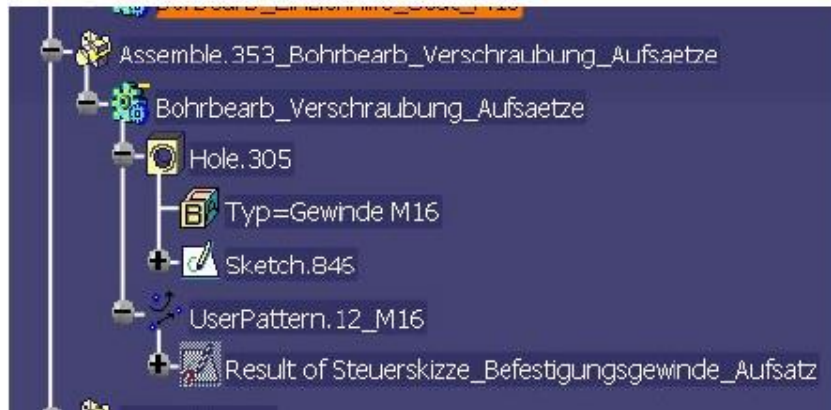 Assemble.353_Bohrbearb_Verschraubung_Aufsaetze
Bohrbearb_Verschraubung_Aufsaetze
Hole.305
B Typ=Gewinde M16
Sketch.846
UserPattern.12_M16
Result of Steuerskizze_Befestigungsgewinde_Aufsatz